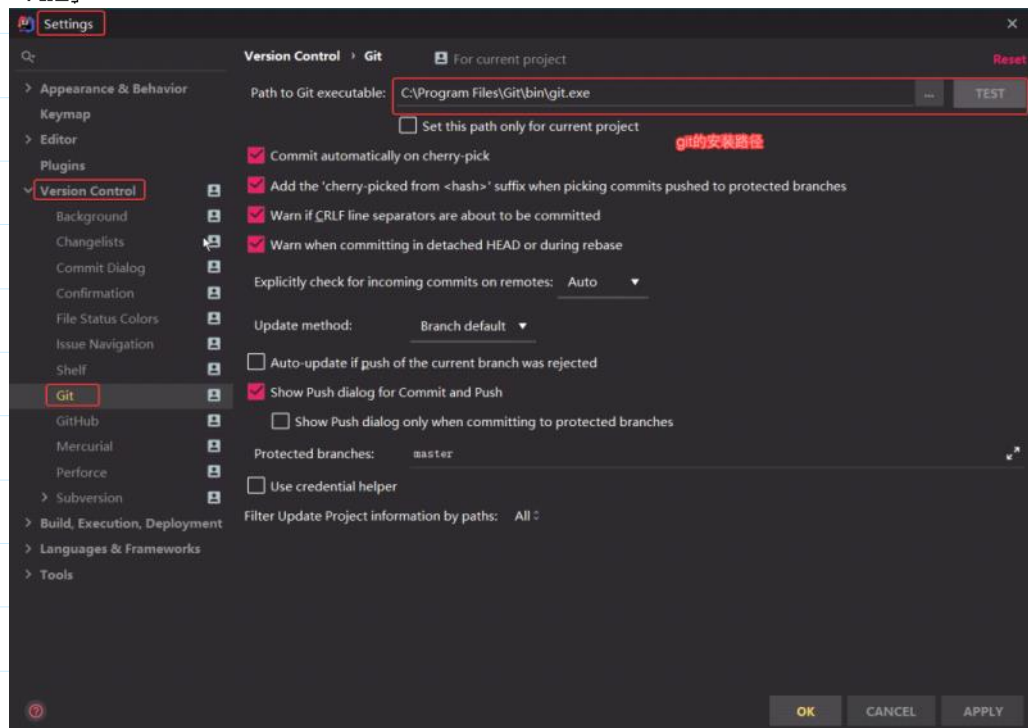 Settings
Version Control › Git For current project Reset
Appearance & Behavior
Keymap
Editor
Plugins
Version Control
Background
Changelists
Commit Dialog
Confirmation
File Status Colors
Issue Navigation
Shelf
Git
GitHub
Mercurial
Perforce
Subversion
Build, Execution, Deployment
Languages & Frameworks
Tools
Path to Git executable: C:\Program Files\Git\bin\git.exe ... TEST
Set this path only for current project
git的安装路径
Commit automatically on cherry-pick
Add the 'cherry-picked from <hash>' suffix when picking commits pushed to protected branches
Warn if CRLF line separators are about to be committed
Warn when committing in detached HEAD or during rebase
Explicitly check for incoming commits on remotes: Auto
Update method: Branch default
Auto-update if push of the current branch was rejected
Show Push dialog for Commit and Push
Show Push dialog only when committing to protected branches
Protected branches: master
Use credential helper
Filter Update Project information by paths: All
? OK CANCEL APPLY